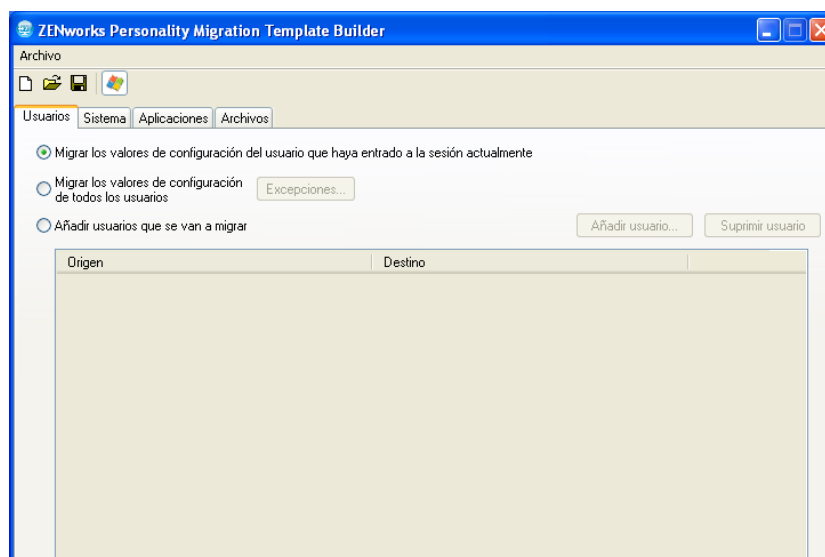 ZENworks Personality Migration Template Builder
Archivo
Usuarios Sistema Aplicaciones Archivos
Migrar los valores de configuración del usuario que haya entrado a la sesión actualmente
Migrar los valores de configuración
de todos los usuarios
Excepciones...
Añadir usuarios que se van a migrar
Añadir usuario...
Suprimir usuario
Origen Destino